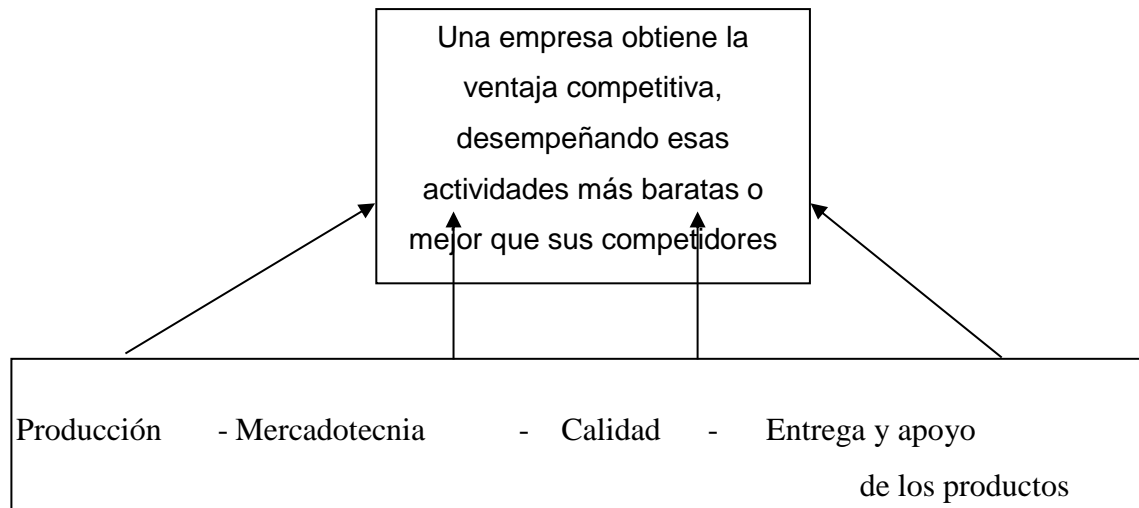 Una empresa obtiene la
ventaja competitiva,
desempeñando esas
actividades más baratas o
mejor que sus competidores
Producción - Mercadotecnia - Calidad - Entrega y apoyo
de los productos